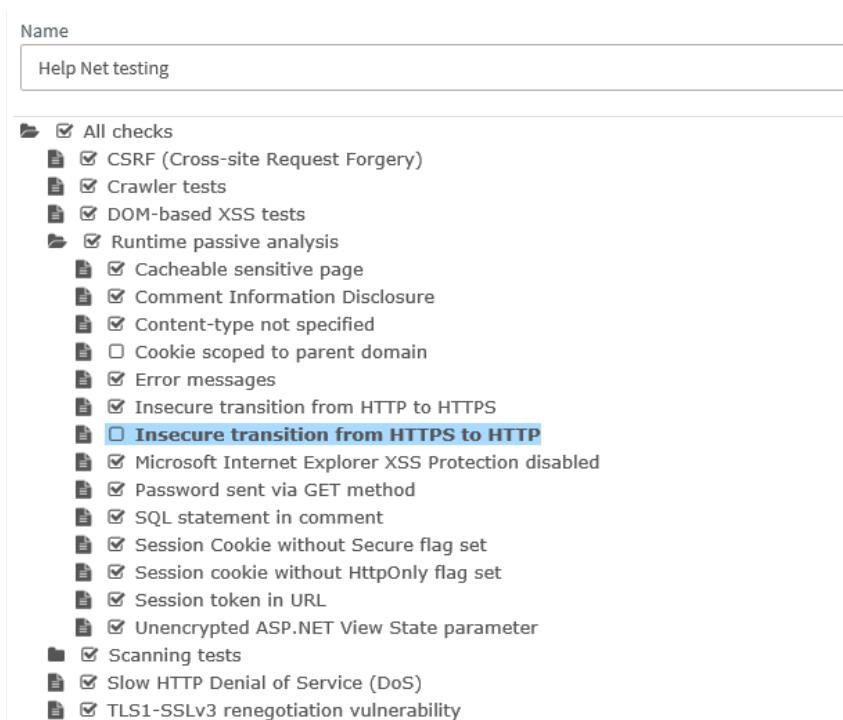 Name
Help Net testing
All checks
CSRF (Cross-site Request Forgery)
Crawler tests
DOM-based XSS tests
Runtime passive analysis
Cacheable sensitive page
Comment Information Disclosure
Content-type not specified
Cookie scoped to parent domain
Error messages
Insecure transition from HTTP to HTTPS
Insecure transition from HTTPS to HTTP
Microsoft Internet Explorer XSS Protection disabled
Password sent via GET method
SQL statement in comment
Session Cookie without Secure flag set
Session cookie without HttpOnly flag set
Session token in URL
Unencrypted ASP.NET View State parameter
Scanning tests
Slow HTTP Denial of Service (DoS)
TLS1-SSLv3 renegotiation vulnerability